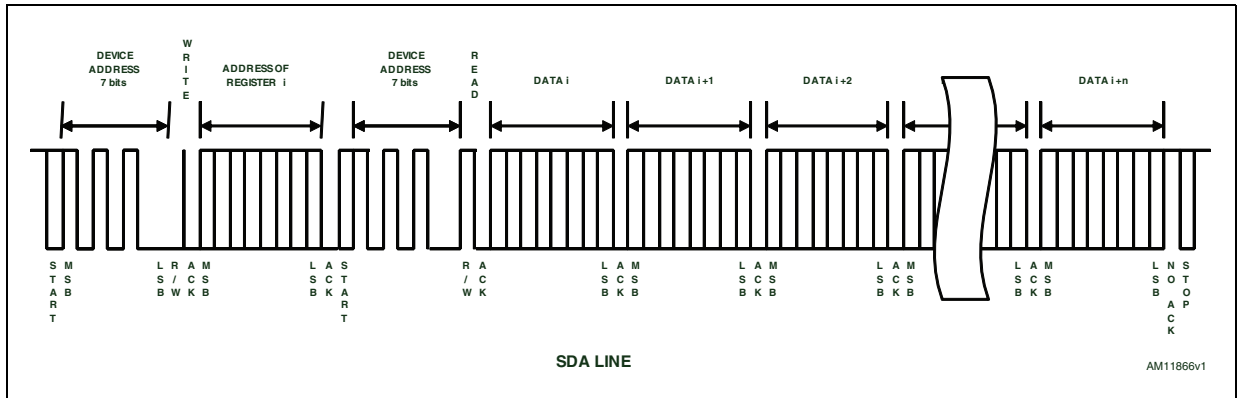 WRITE
READ
DEVICE ADDRESS 7 bits
ADDRESS OF REGISTER i
DEVICE ADDRESS 7 bits
DATA i
DATA i+1
DATA i+2
DATA i+n
START
MSB
LSB
R/W
ACK
MSB
LSB
ACK
START
R/W
ACK
LSB
ACK
MSB
LSB
ACK
MSB
LSB
ACK
MSB
LSB
ACK
MSB
LSB
NO ACK
STOP
SDA LINE
AM11866v1